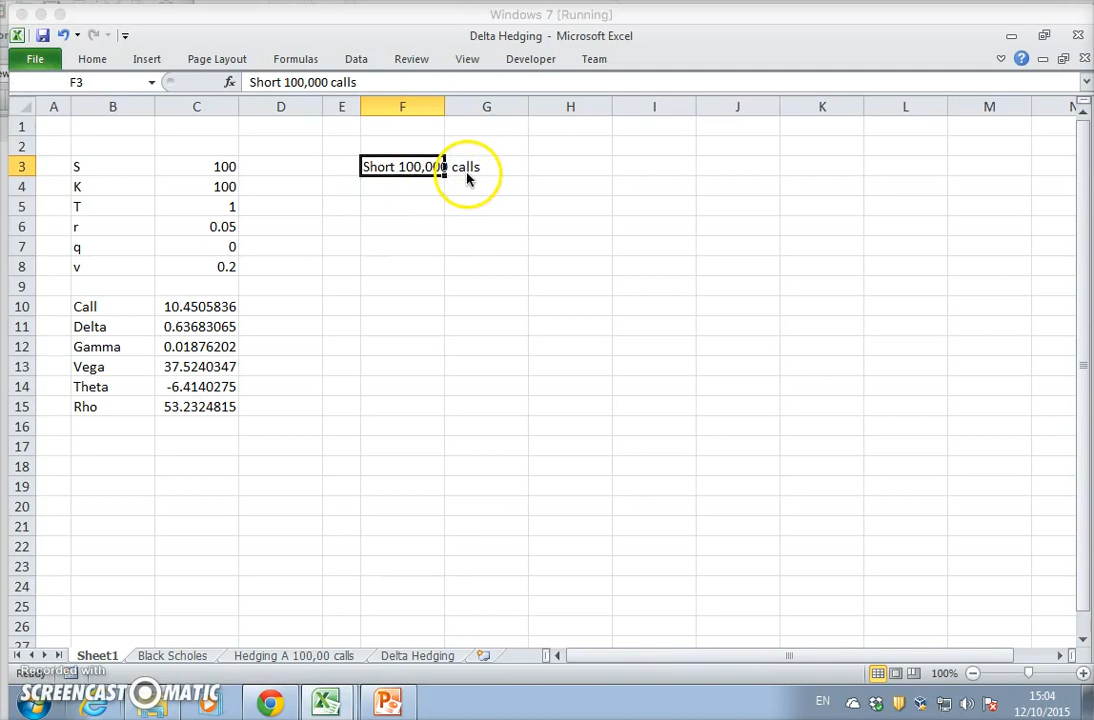 Windows 7 [Running]
Delta Hedging - Microsoft Excel
File Home Insert Page Layout Formulas Data Review View Developer Team
F3 fx Short 100,000 calls
A B C D E F G H I J K L M N
1
2
3 S 100 Short 100,000 calls
4 K 100
5 T 1
6 r 0.05
7 q 0
8 v 0.2
9
10 Call 10.4505836
11 Delta 0.63683065
12 Gamma 0.01876202
13 Vega 37.5240347
14 Theta -6.4140275
15 Rho 53.2324815
16
17
18
19
20
21
22
23
24
25
26
27
Sheet1 Black Scholes Hedging A 100,00 calls Delta Hedging
Ready 100%
Recorded with
SCREENCAST-O-MATIC
EN 15:04
12/10/2015